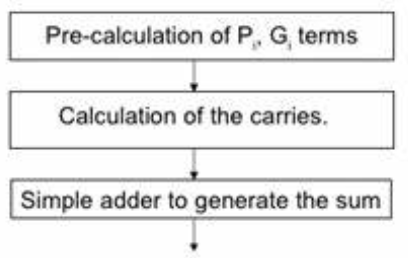 Pre-calculation of Pᵢ, Gᵢ terms
Calculation of the carries.
Simple adder to generate the sum